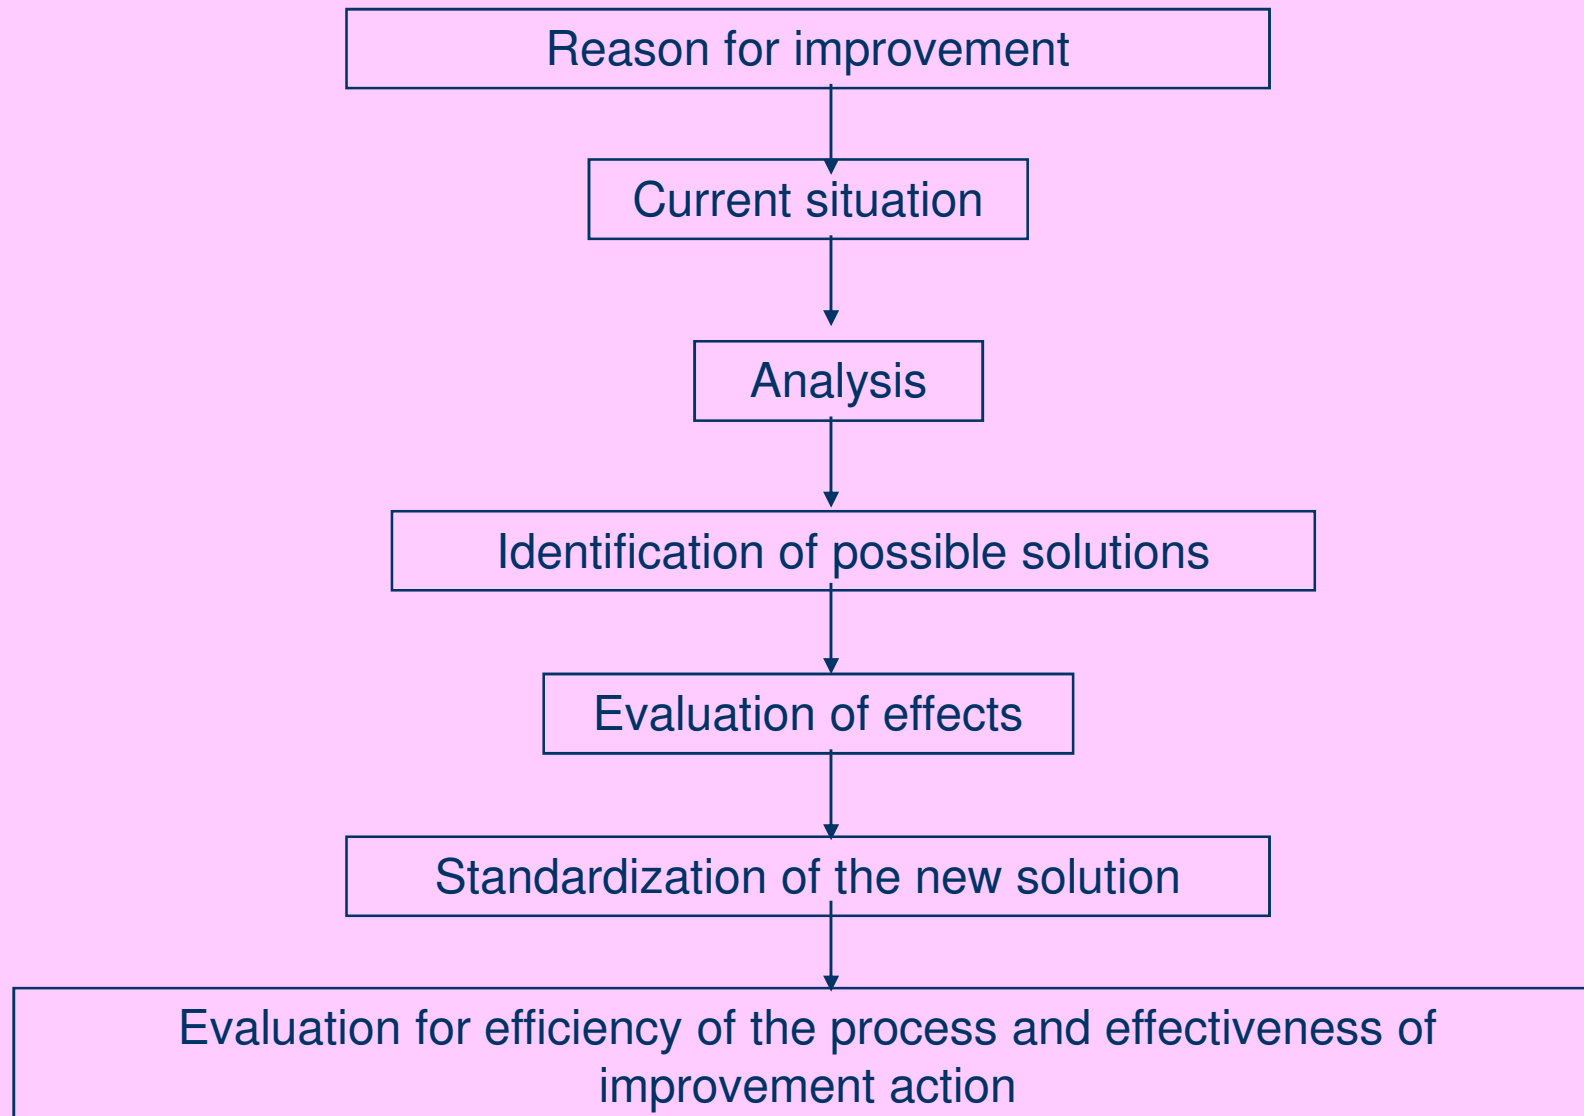 Reason for improvement
Current situation
Analysis
Identification of possible solutions
Evaluation of effects
Standardization of the new solution
Evaluation for efficiency of the process and effectiveness of
improvement action